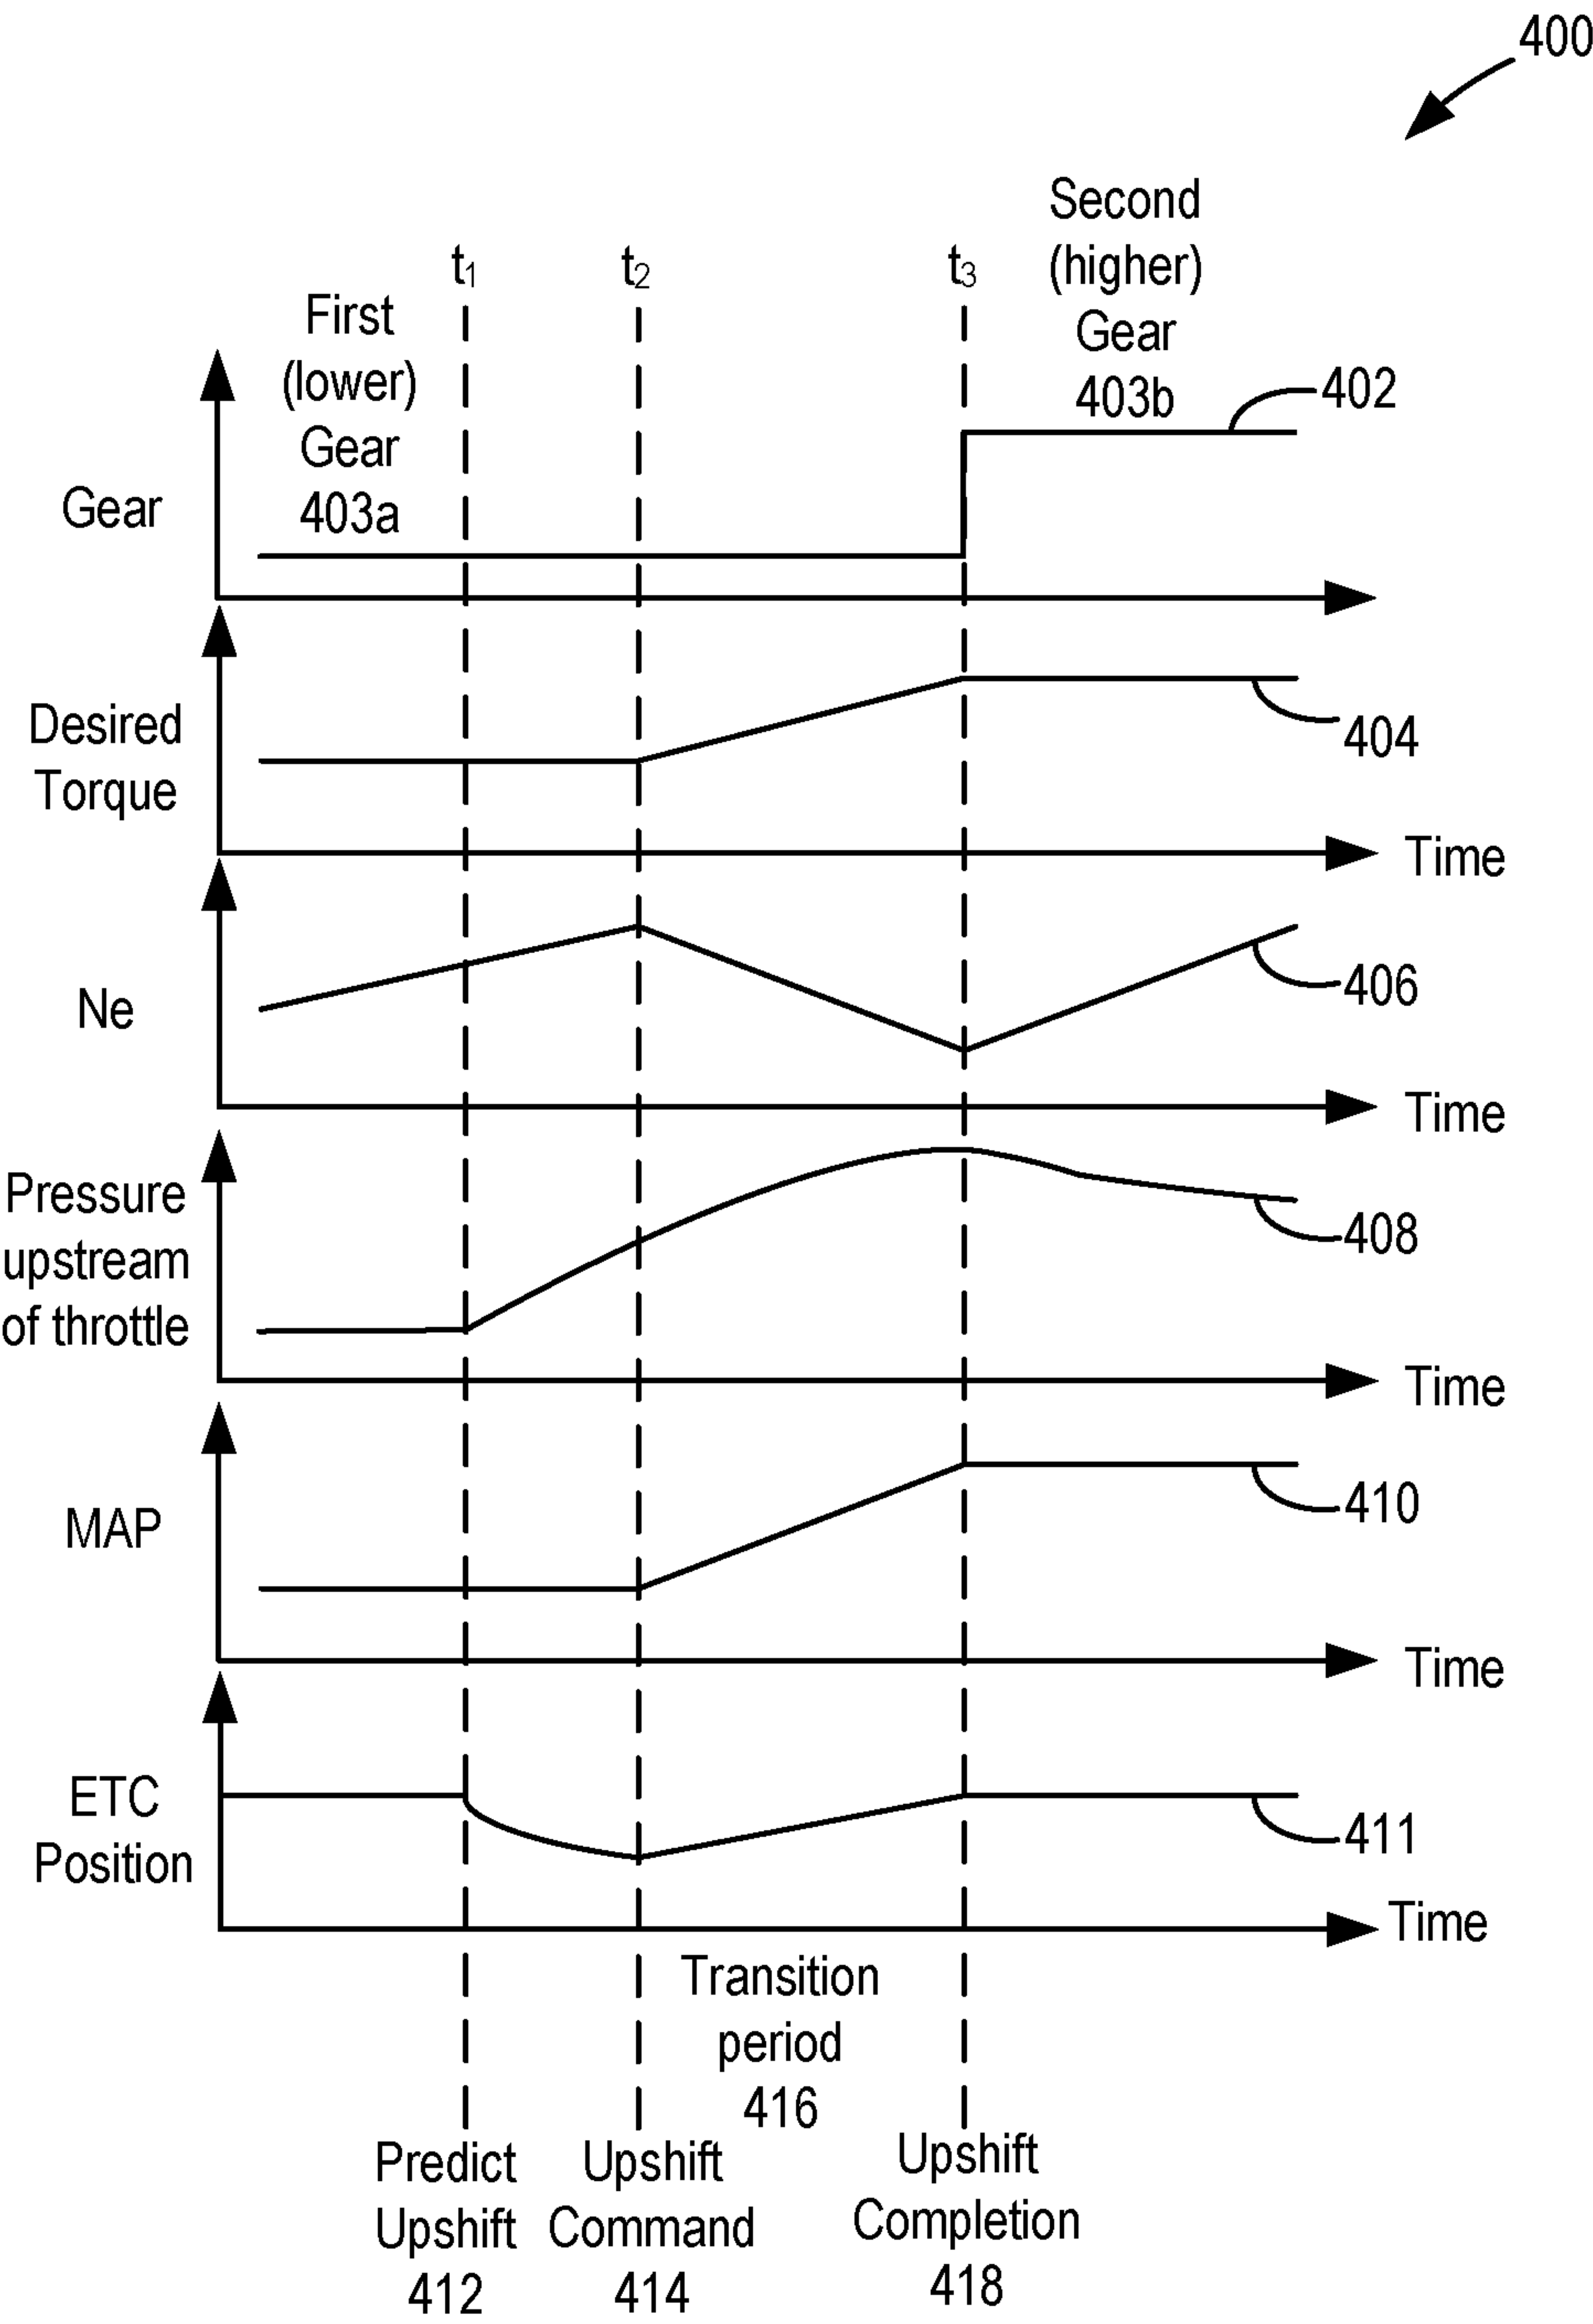 400
t1
t2
t3
First
(lower)
Gear
403a
Second
(higher)
Gear
403b
402
Gear
Desired
Torque
404
Time
Ne
406
Time
Pressure
upstream
of throttle
408
Time
MAP
410
Time
ETC
Position
411
Time
Transition
period
416
Predict
Upshift
412
Upshift
Command
414
Upshift
Completion
418